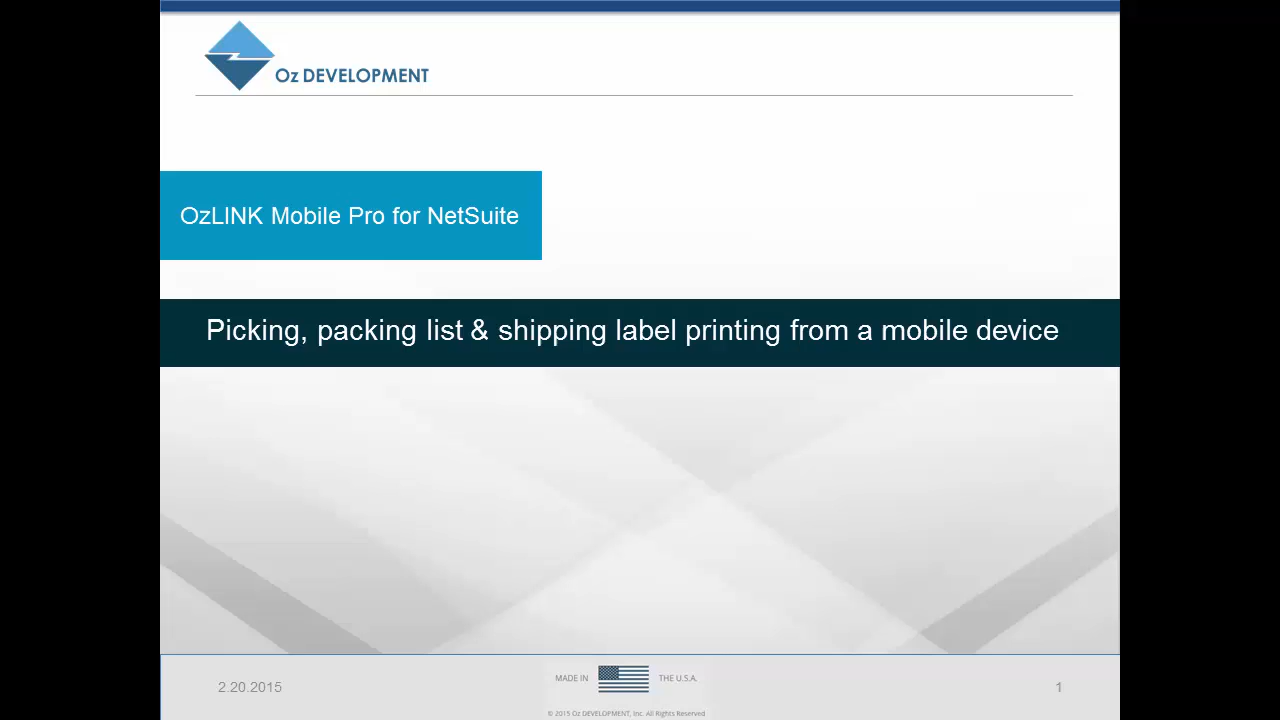 Oz DEVELOPMENT
OzLINK Mobile Pro for NetSuite
Picking, packing list & shipping label printing from a mobile device
2.20.2015
MADE IN THE U.S.A.
1
© 2015 Oz DEVELOPMENT, Inc. All Rights Reserved